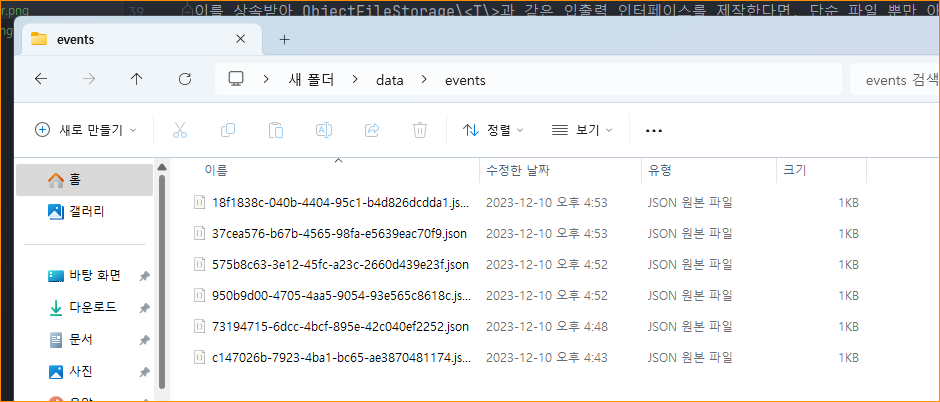 r.png
39
이를 상속받아 ObjectFileStorage\<T\>과 같은 입출력 인터페이스를 제작한다면, 단순 파일 뿐만 아
ng
events
새 폴더 > data > events
events 검색
새로 만들기
정렬
보기
이름 수정한 날짜 유형 크기
홈
갤러리
바탕 화면
다운로드
문서
사진
음악
18f1838c-040b-4404-95c1-b4d826dcdda1.js... 2023-12-10 오후 4:53 JSON 원본 파일 1KB
37cea576-b67b-4565-98fa-e5639eac70f9.json 2023-12-10 오후 4:53 JSON 원본 파일 1KB
575b8c63-3e12-45fc-a23c-2660d439e23f.json 2023-12-10 오후 4:52 JSON 원본 파일 1KB
950b9d00-4705-4aa5-9054-93e565c8618c.js... 2023-12-10 오후 4:52 JSON 원본 파일 1KB
73194715-6dcc-4bcf-895e-42c040ef2252.json 2023-12-10 오후 4:48 JSON 원본 파일 1KB
c147026b-7923-4ba1-bc65-ae3870481174.js... 2023-12-10 오후 4:43 JSON 원본 파일 1KB